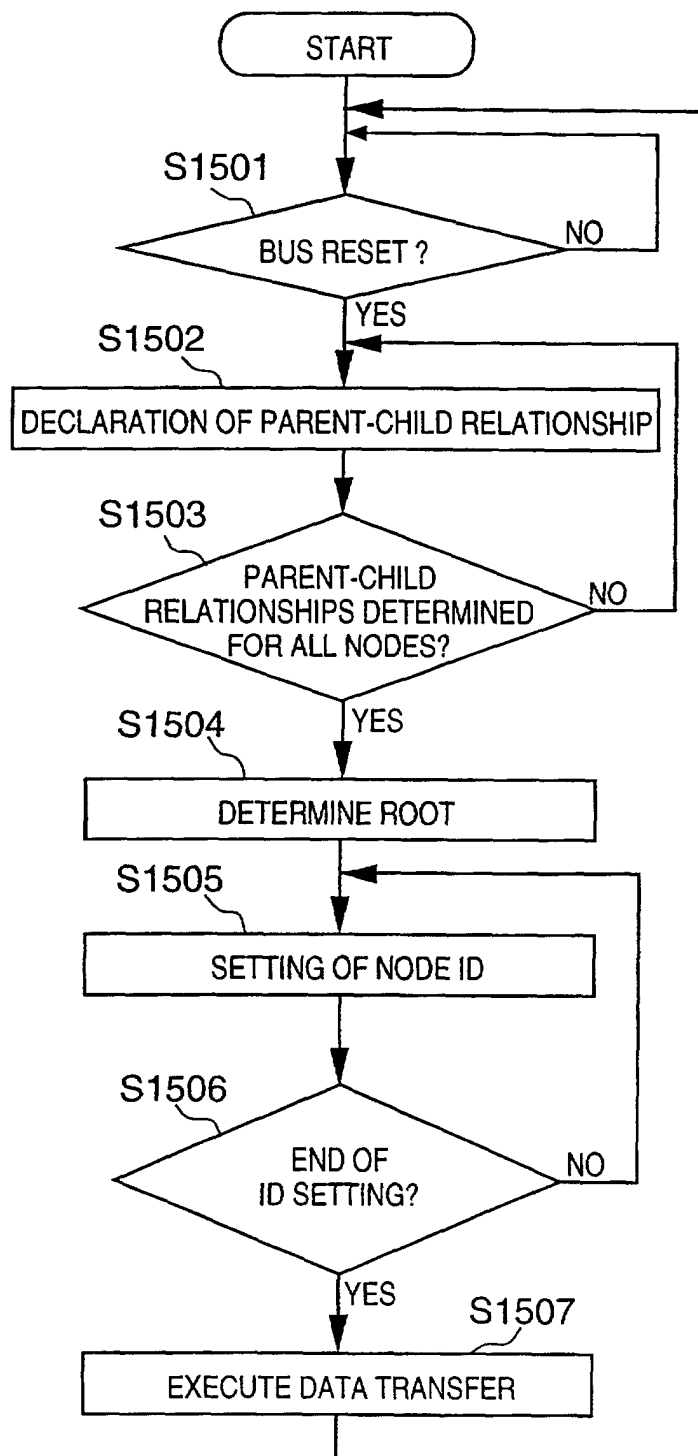 START
S1501
BUS RESET ?
NO
YES
S1502
DECLARATION OF PARENT-CHILD RELATIONSHIP
S1503
PARENT-CHILD
RELATIONSHIPS DETERMINED
FOR ALL NODES?
NO
YES
S1504
DETERMINE ROOT
S1505
SETTING OF NODE ID
S1506
END OF
ID SETTING?
NO
YES
S1507
EXECUTE DATA TRANSFER